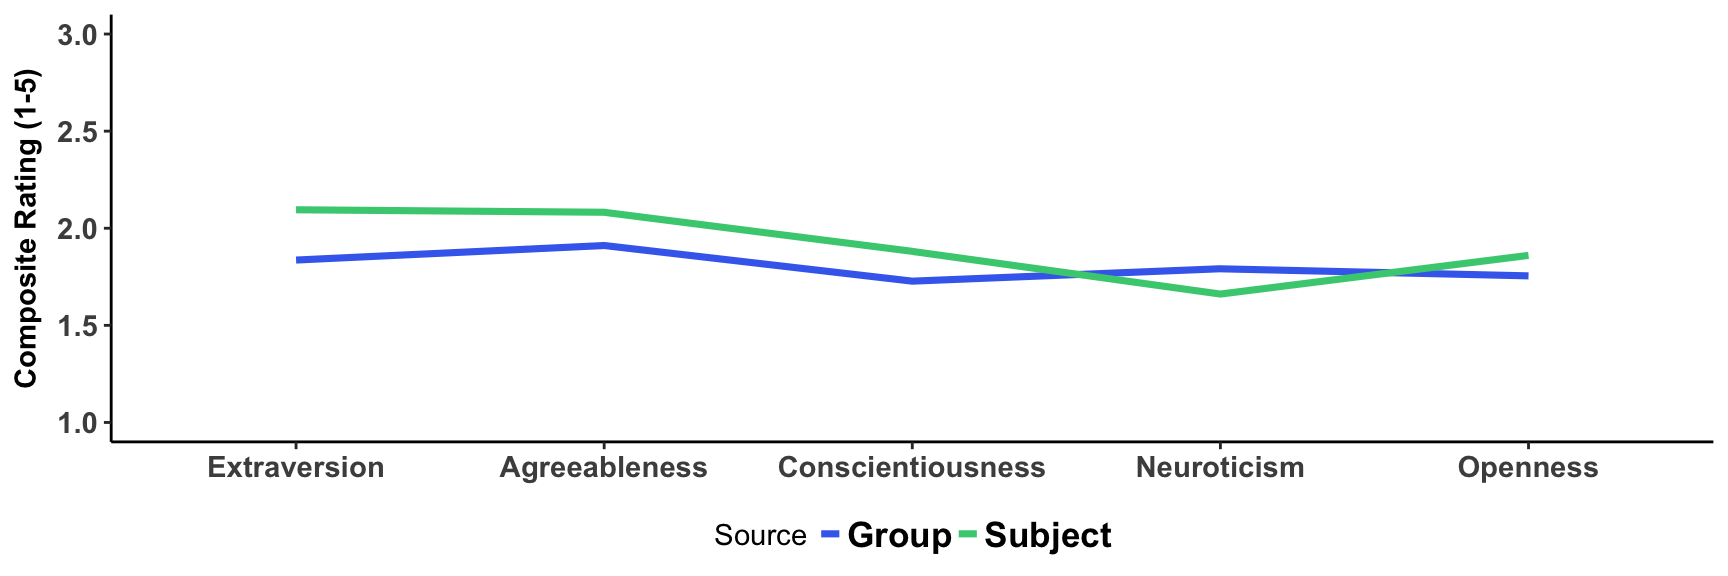 Composite Rating (1-5)
3.0
2.5
2.0
1.5
1.0
Extraversion Agreeableness Conscientiousness Neuroticism Openness
Source Group Subject